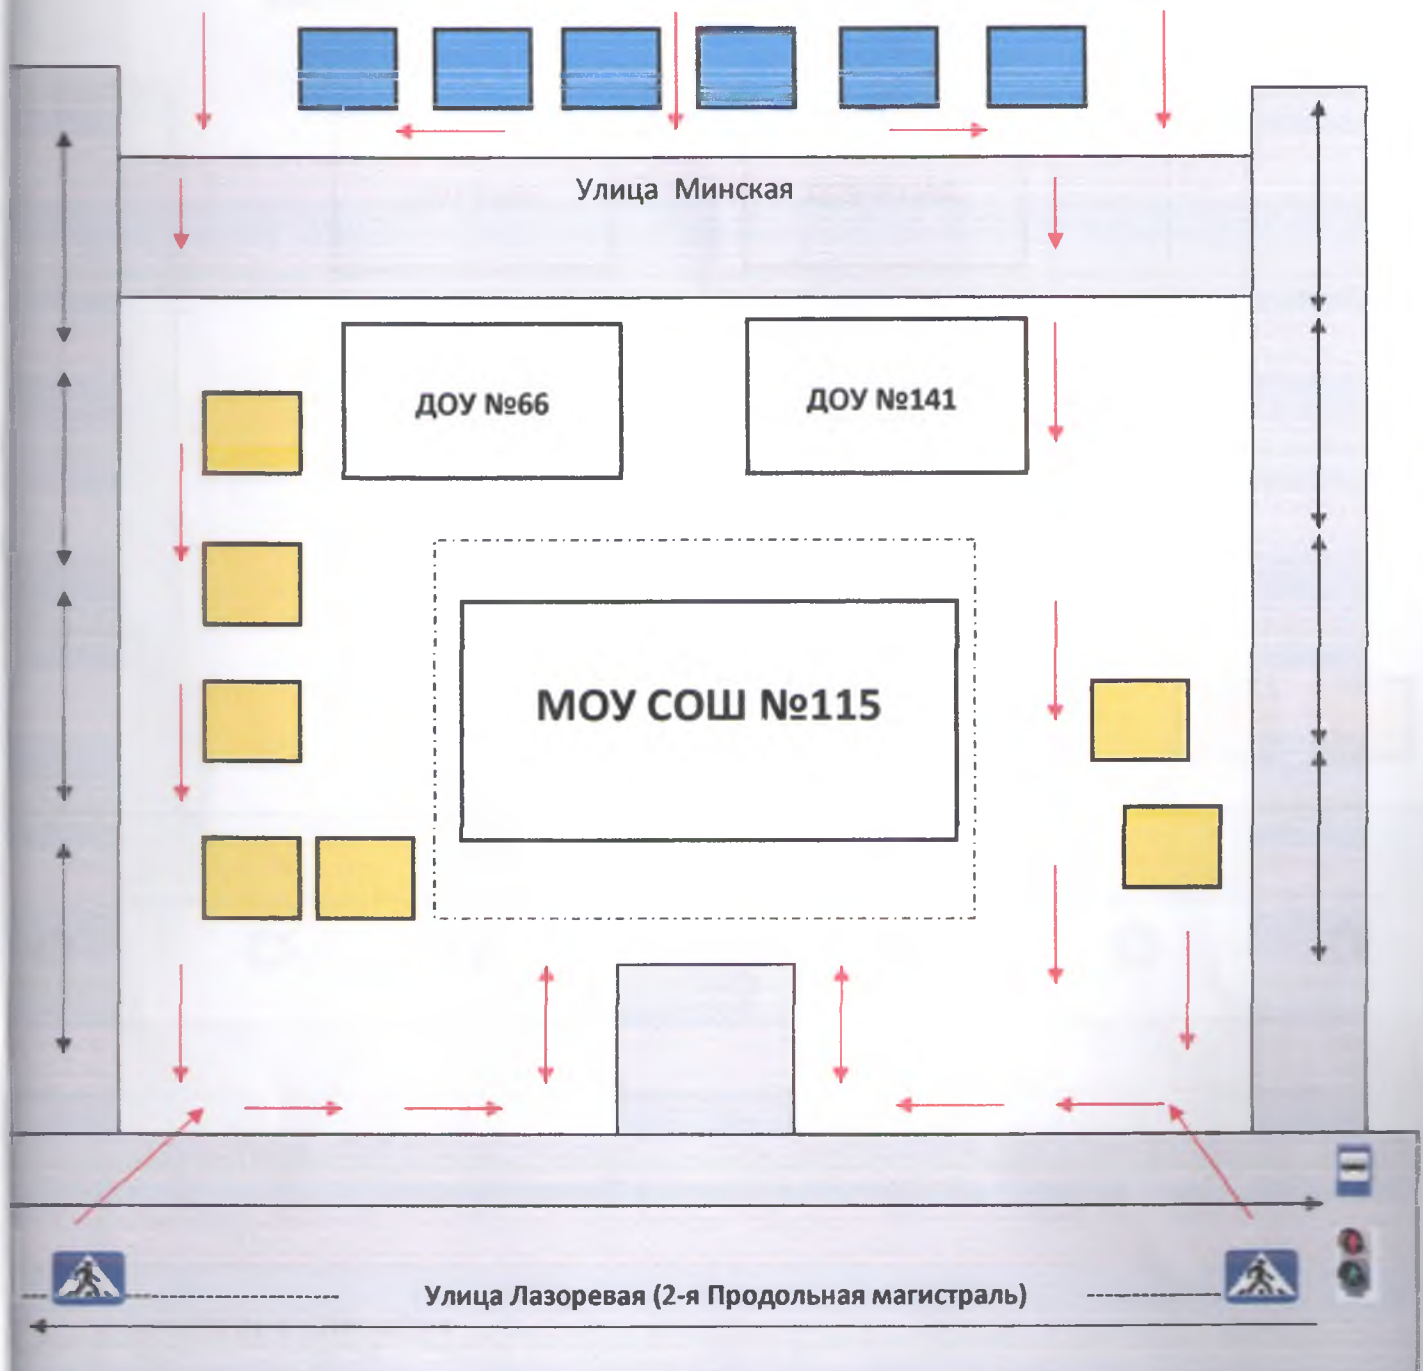 Улица Минская
ДОУ №66
ДОУ №141
МОУ СОШ №115
Улица Лазоревая (2-я Продольная магистраль)